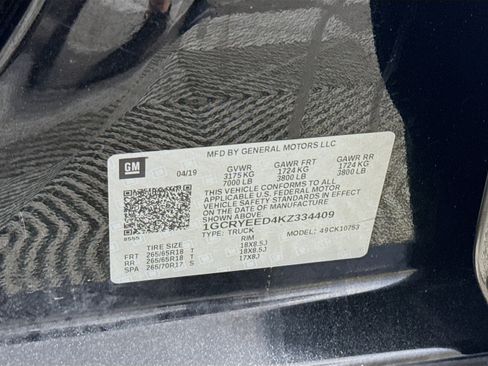 MFD BY GENERAL MOTORS LLC
GM
04/19
GVWR GAWR FRT GAWR RR
3175 KG 1724 KG 1724 KG
7000 LB 3800 LB 3800 LB
THIS VEHICLE CONFORMS TO ALL
APPLICABLE U.S. FEDERAL MOTOR
VEHICLE SAFETY STANDARDS IN EFFECT
ON THE DATE OF MANUFACTURE
SHOWN ABOVE.
1GCRYEED4KZ334409
TYPE: TRUCK MODEL: 49CK10753
TIRE SIZE RIM
FRT 265/65R18 T 18X8.5J
RR 265/65R18 T 18X8.5J
SPA 265/70R17 S 17X8J